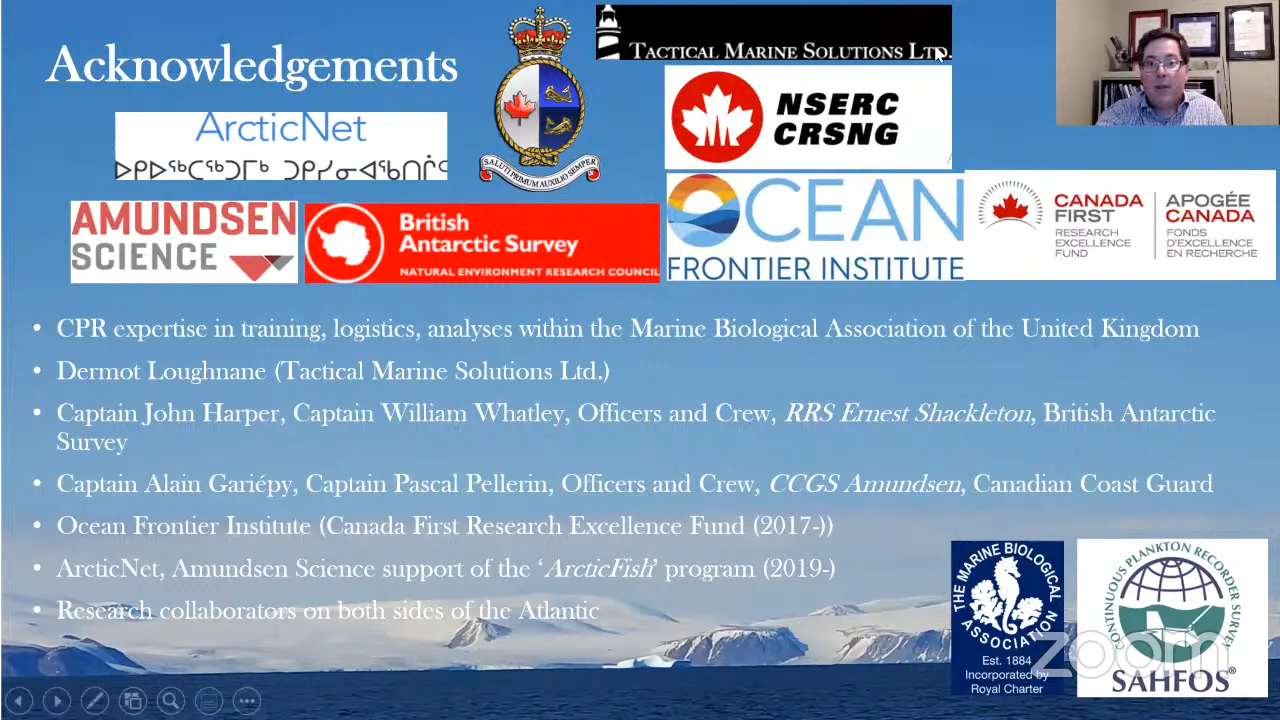 Acknowledgements
TACTICAL MARINE SOLUTIONS LTD.
ArcticNet
ᐅᑭᐅᖅᑕᖅᑐᒥᒃ ᑐᑭᓯᓂᐊᖃᑎᒌᑦ
SALUTI PRIMUM AUXILIO SEMPER
NSERC
CRSNG
AMUNDSEN
SCIENCE
British
Antarctic Survey
NATURAL ENVIRONMENT RESEARCH COUNCIL
OCEAN
FRONTIER INSTITUTE
CANADA
FIRST
RESEARCH
EXCELLENCE
FUND
APOGÉE
CANADA
FONDS
D'EXCELLENCE
EN RECHERCHE
• CPR expertise in training, logistics, analyses within the Marine Biological Association of the United Kingdom
• Dermot Loughnane (Tactical Marine Solutions Ltd.)
• Captain John Harper, Captain William Whatley, Officers and Crew, RRS Ernest Shackleton, British Antarctic
Survey
• Captain Alain Gariépy, Captain Pascal Pellerin, Officers and Crew, CCGS Amundsen, Canadian Coast Guard
• Ocean Frontier Institute (Canada First Research Excellence Fund (2017-))
• ArcticNet, Amundsen Science support of the ‘ArcticFish’ program (2019-)
• Research collaborators on both sides of the Atlantic
THE MARINE BIOLOGICAL
ASSOCIATION
Est. 1884
Incorporated by
Royal Charter
CONTINUOUS PLANKTON RECORDER SURVEY
SAHFOS®
zoom